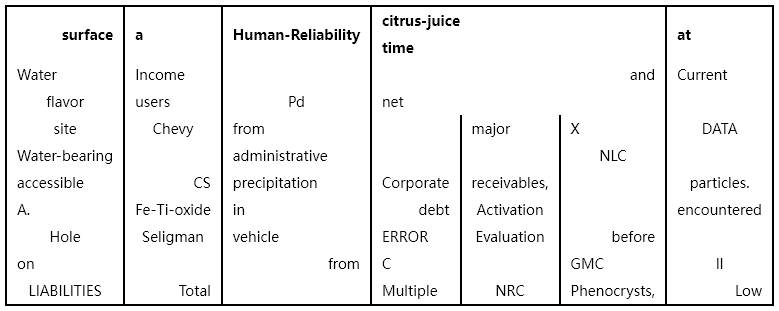 surface a Human-Reliability citrus-juice time at
Water Income and Current
flavor users Pd net
site Chevy from major X DATA
Water-bearing administrative NLC
accessible CS precipitation Corporate receivables, particles.
A. Fe-Ti-oxide in debt Activation encountered
Hole Seligman vehicle ERROR Evaluation before
on from C GMC II
LIABILITIES Total Multiple NRC Phenocrysts, Low